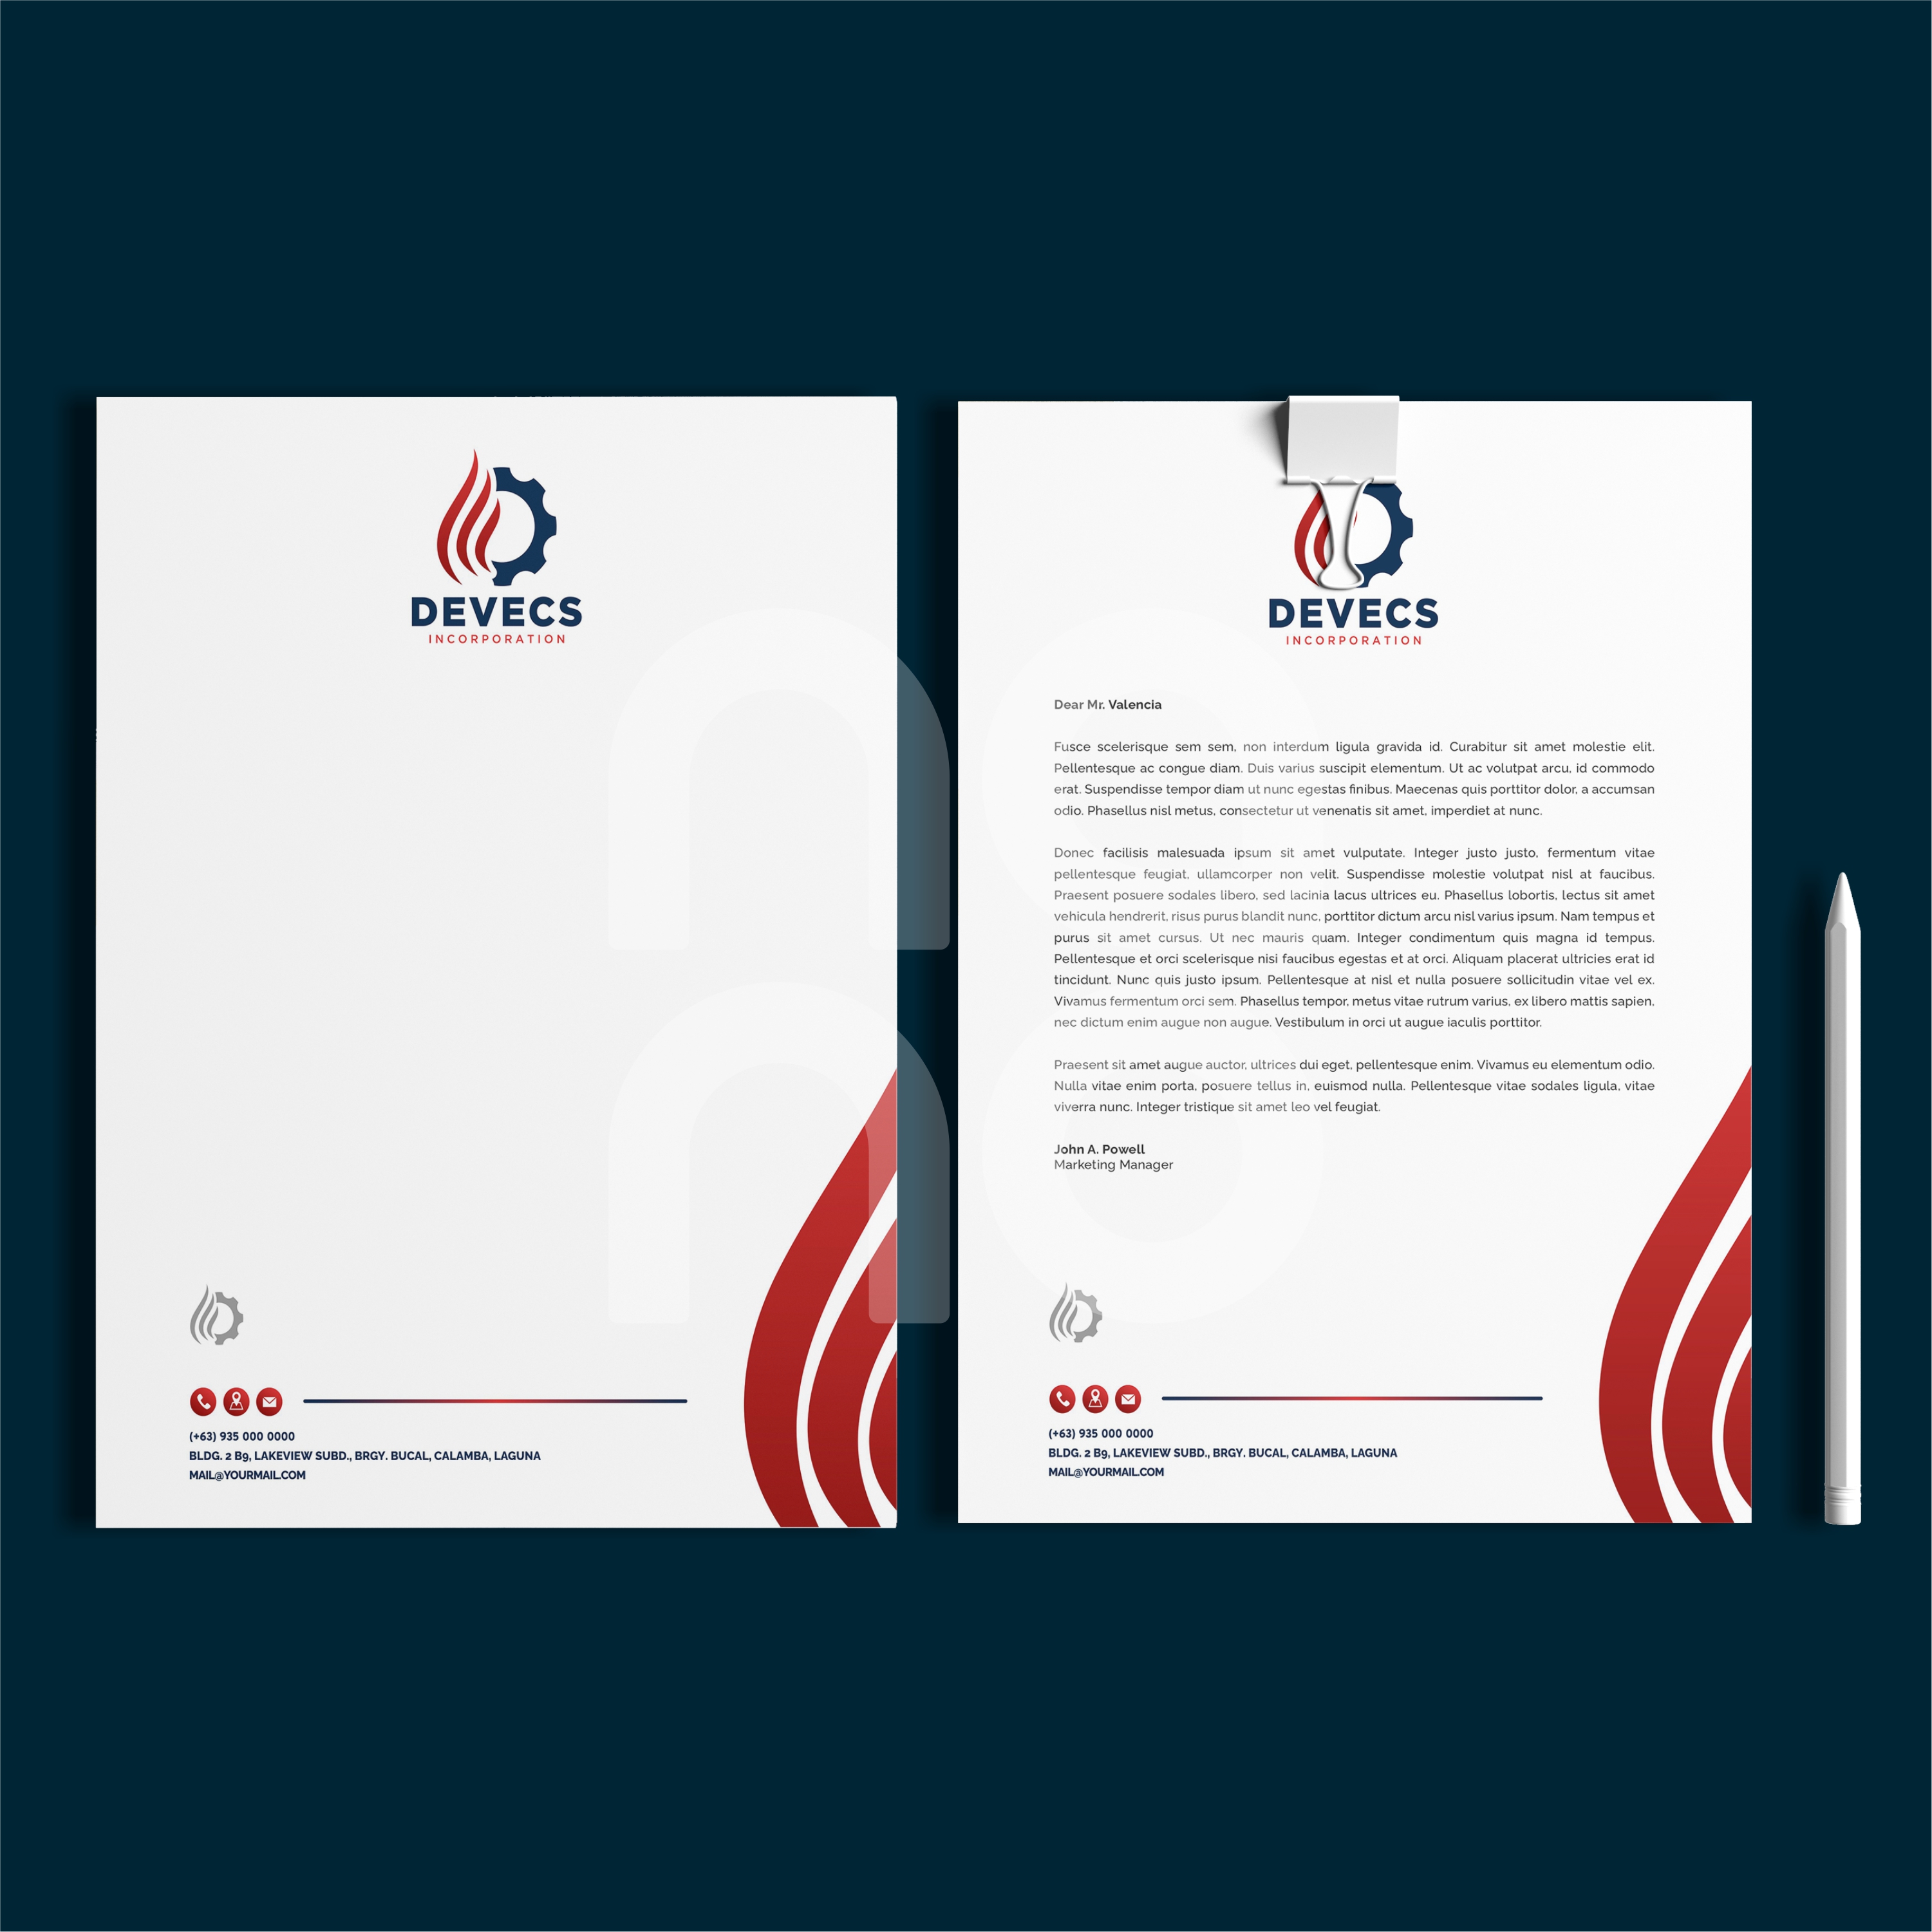 DEVECS
INCORPORATION
(+63) 935 000 0000
BLDG. 2 B9, LAKEVIEW SUBD., BRGY. BUCAL, CALAMBA, LAGUNA
MAIL@YOURMAIL.COM
DEVECS
INCORPORATION
Dear Mr. Valencia
Fusce scelerisque sem sem, non interdum ligula gravida id. Curabitur sit amet molestie elit.
Pellentesque ac congue diam. Duis varius suscipit elementum. Ut ac volutpat arcu, id commodo
erat. Suspendisse tempor diam ut nunc egestas finibus. Maecenas quis porttitor dolor, a accumsan
odio. Phasellus nisl metus, consectetur ut venenatis sit amet, imperdiet at nunc.
Donec facilisis malesuada ipsum sit amet vulputate. Integer justo justo, fermentum vitae
pellentesque feugiat, ullamcorper non velit. Suspendisse molestie volutpat nisl at faucibus.
Praesent posuere sodales libero, sed lacinia lacus ultrices eu. Phasellus lobortis, lectus sit amet
vehicula hendrerit, risus purus blandit nunc, porttitor dictum arcu nisl varius ipsum. Nam tempus et
purus sit amet cursus. Ut nec mauris quam. Integer condimentum quis magna id tempus.
Pellentesque et orci scelerisque nisi faucibus egestas et at orci. Aliquam placerat ultricies erat id
tincidunt. Nunc quis justo ipsum. Pellentesque at nisl et nulla posuere sollicitudin vitae vel ex.
Vivamus fermentum orci sem. Phasellus tempor, metus vitae rutrum varius, ex libero mattis sapien,
nec dictum enim augue non augue. Vestibulum in orci ut augue iaculis porttitor.
Praesent sit amet augue auctor, ultrices dui eget, pellentesque enim. Vivamus eu elementum odio.
Nulla vitae enim porta, posuere tellus in, euismod nulla. Pellentesque vitae sodales ligula, vitae
viverra nunc. Integer tristique sit amet leo vel feugiat.
John A. Powell
Marketing Manager
(+63) 935 000 0000
BLDG. 2 B9, LAKEVIEW SUBD., BRGY. BUCAL, CALAMBA, LAGUNA
MAIL@YOURMAIL.COM